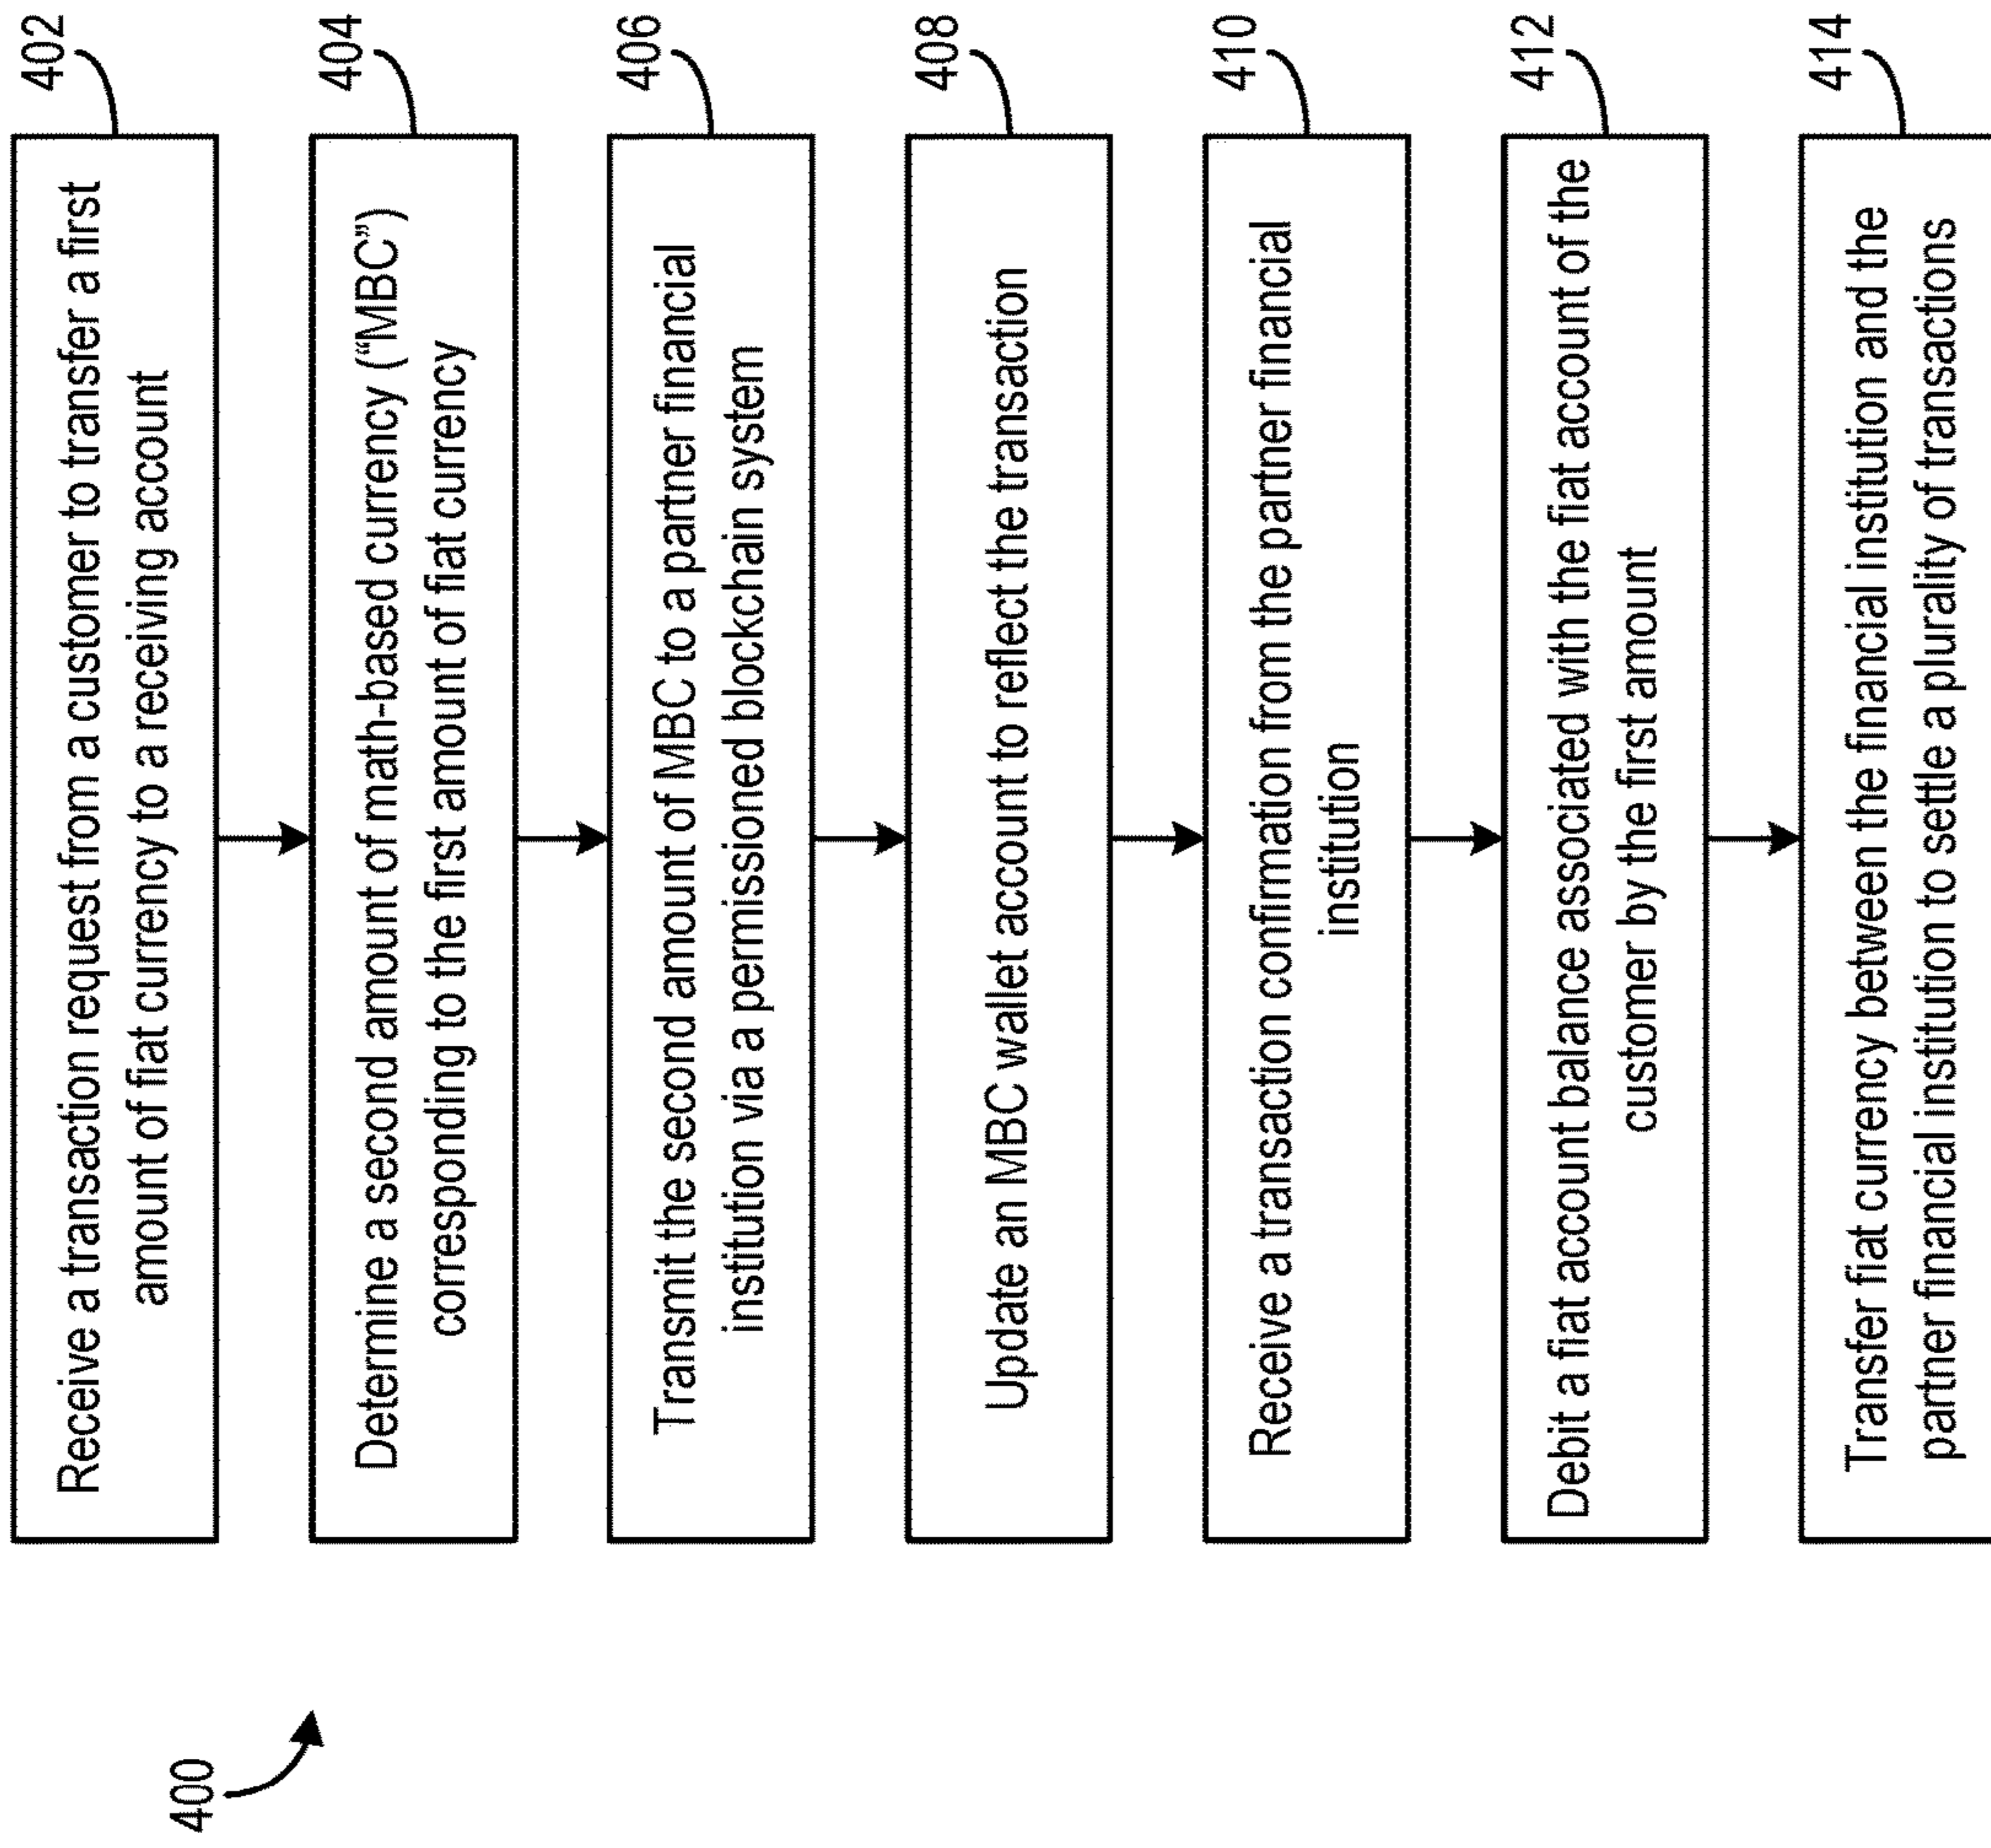 400
402
Receive a transaction request from a customer to transfer a first
amount of fiat currency to a receiving account
404
Determine a second amount of math-based currency (“MBC”)
corresponding to the first amount of fiat currency
406
Transmit the second amount of MBC to a partner financial
institution via a permissioned blockchain system
408
Update an MBC wallet account to reflect the transaction
410
Receive a transaction confirmation from the partner financial
institution
412
Debit a fiat account balance associated with the fiat account of the
customer by the first amount
414
Transfer fiat currency between the financial institution and the
partner financial institution to settle a plurality of transactions